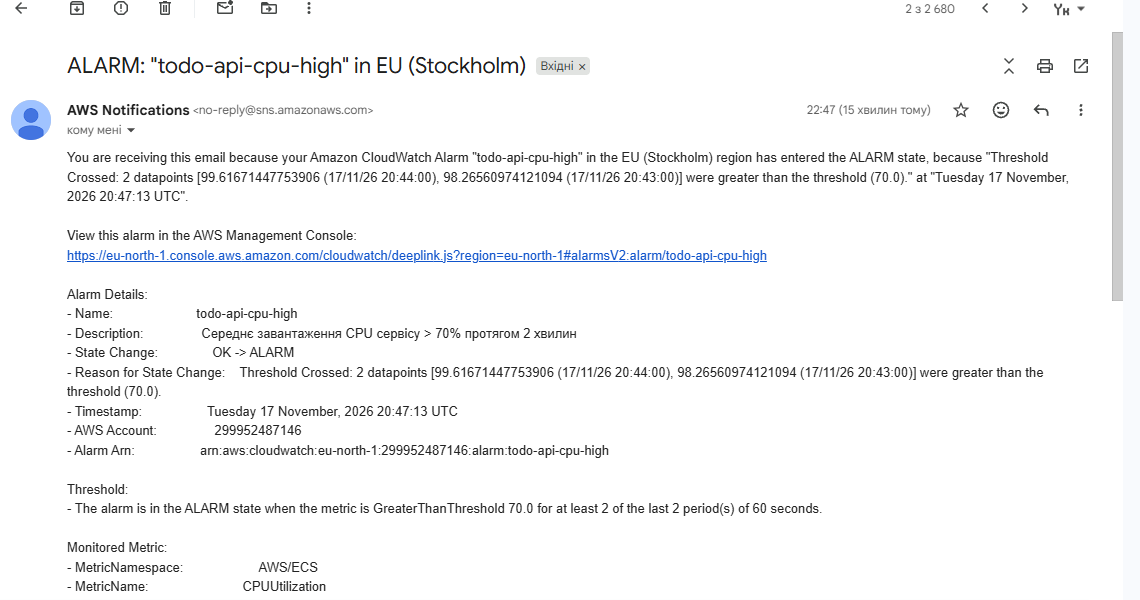 2 з 2 680
Ук
ALARM: "todo-api-cpu-high" in EU (Stockholm) Вхідні ×
AWS Notifications <no-reply@sns.amazonaws.com> 22:47 (15 хвилин тому)
кому мені
You are receiving this email because your Amazon CloudWatch Alarm "todo-api-cpu-high" in the EU (Stockholm) region has entered the ALARM state, because "Threshold
Crossed: 2 datapoints [99.61671447753906 (17/11/26 20:44:00), 98.26560974121094 (17/11/26 20:43:00)] were greater than the threshold (70.0)." at "Tuesday 17 November,
2026 20:47:13 UTC".
View this alarm in the AWS Management Console:
https://eu-north-1.console.aws.amazon.com/cloudwatch/deeplink.js?region=eu-north-1#alarmsV2:alarm/todo-api-cpu-high
Alarm Details:
- Name: todo-api-cpu-high
- Description: Середнє завантаження CPU сервісу > 70% протягом 2 хвилин
- State Change: OK -> ALARM
- Reason for State Change: Threshold Crossed: 2 datapoints [99.61671447753906 (17/11/26 20:44:00), 98.26560974121094 (17/11/26 20:43:00)] were greater than the
threshold (70.0).
- Timestamp: Tuesday 17 November, 2026 20:47:13 UTC
- AWS Account: 299952487146
- Alarm Arn: arn:aws:cloudwatch:eu-north-1:299952487146:alarm:todo-api-cpu-high
Threshold:
- The alarm is in the ALARM state when the metric is GreaterThanThreshold 70.0 for at least 2 of the last 2 period(s) of 60 seconds.
Monitored Metric:
- MetricNamespace: AWS/ECS
- MetricName: CPUUtilization